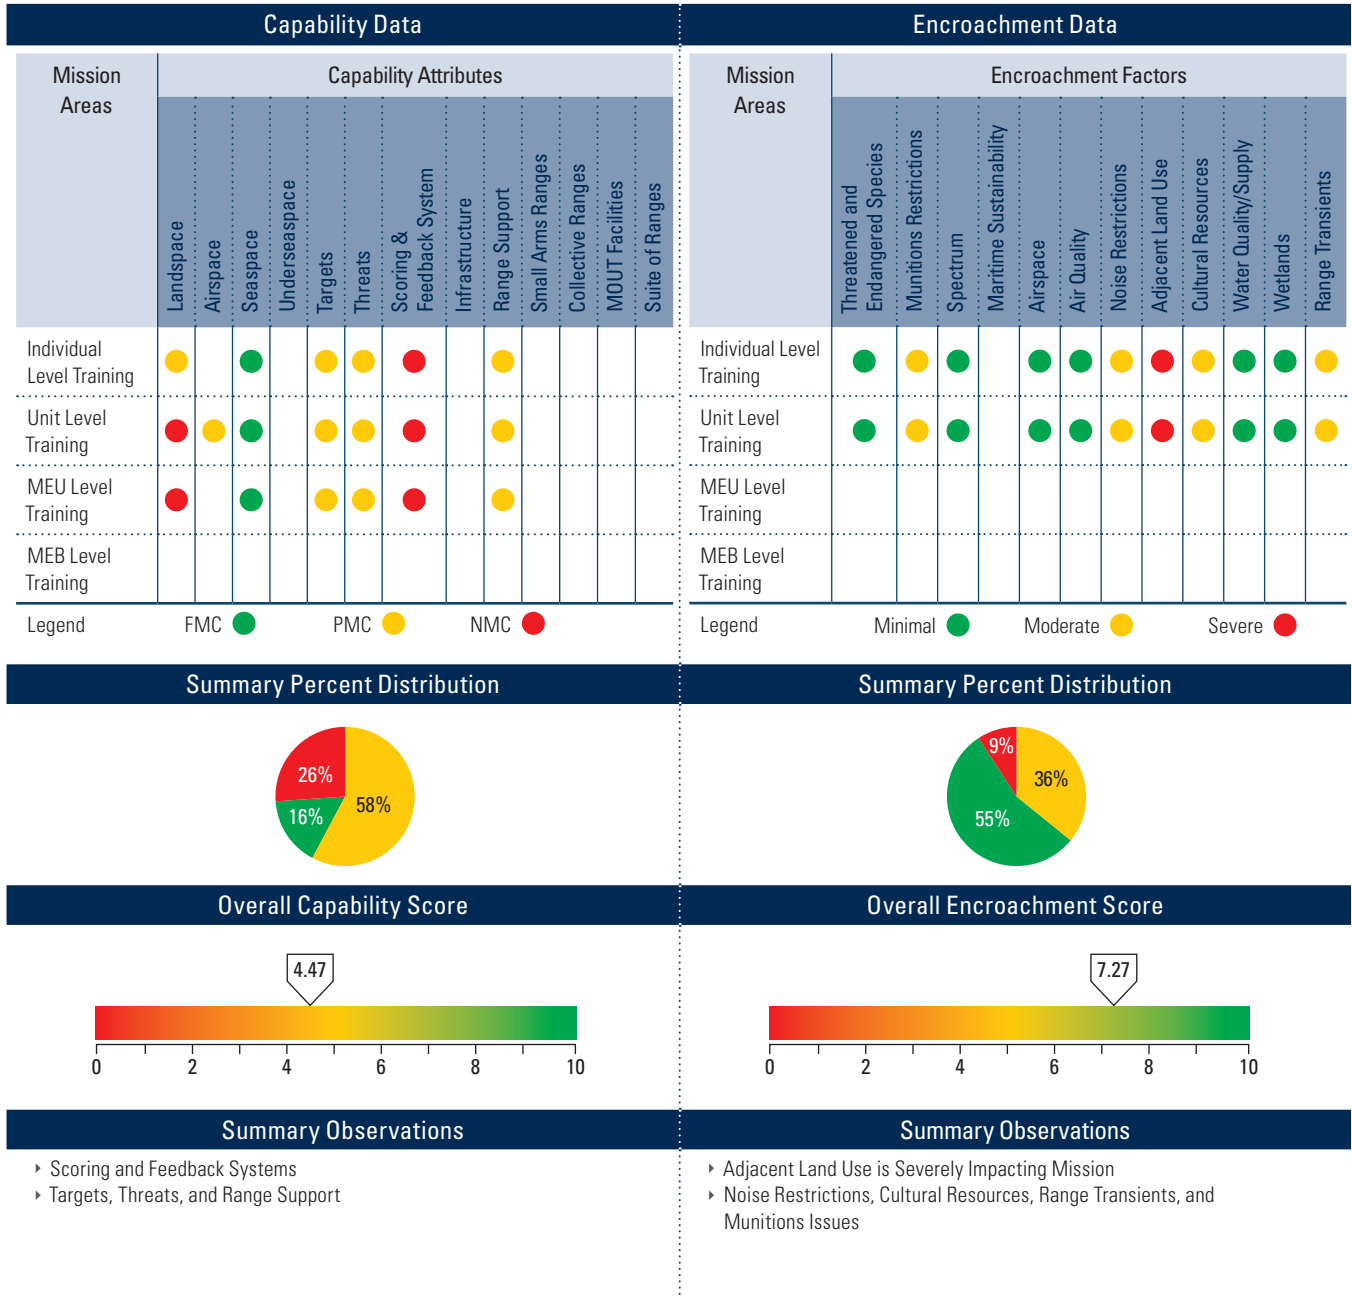 Capability Data
Mission
Areas
Capability Attributes
Landspace
Airspace
Seaspace
Underseaspace
Targets
Threats
Scoring &
Feedback System
Infrastructure
Range Support
Small Arms Ranges
Collective Ranges
MOUT Facilities
Suite of Ranges
Individual
Level Training
Unit Level
Training
MEU Level
Training
MEB Level
Training
Legend
FMC
PMC
NMC
Summary Percent Distribution
26%
16%
58%
Overall Capability Score
4.47
0 2 4 6 8 10
Summary Observations
Scoring and Feedback Systems
Targets, Threats, and Range Support
Encroachment Data
Mission
Areas
Encroachment Factors
Threatened and
Endangered Species
Munitions Restrictions
Spectrum
Maritime Sustainability
Airspace
Air Quality
Noise Restrictions
Adjacent Land Use
Cultural Resources
Water Quality/Supply
Wetlands
Range Transients
Individual Level
Training
Unit Level
Training
MEU Level
Training
MEB Level
Training
Legend
Minimal
Moderate
Severe
Summary Percent Distribution
9%
36%
55%
Overall Encroachment Score
7.27
0 2 4 6 8 10
Summary Observations
Adjacent Land Use is Severely Impacting Mission
Noise Restrictions, Cultural Resources, Range Transients, and
Munitions Issues